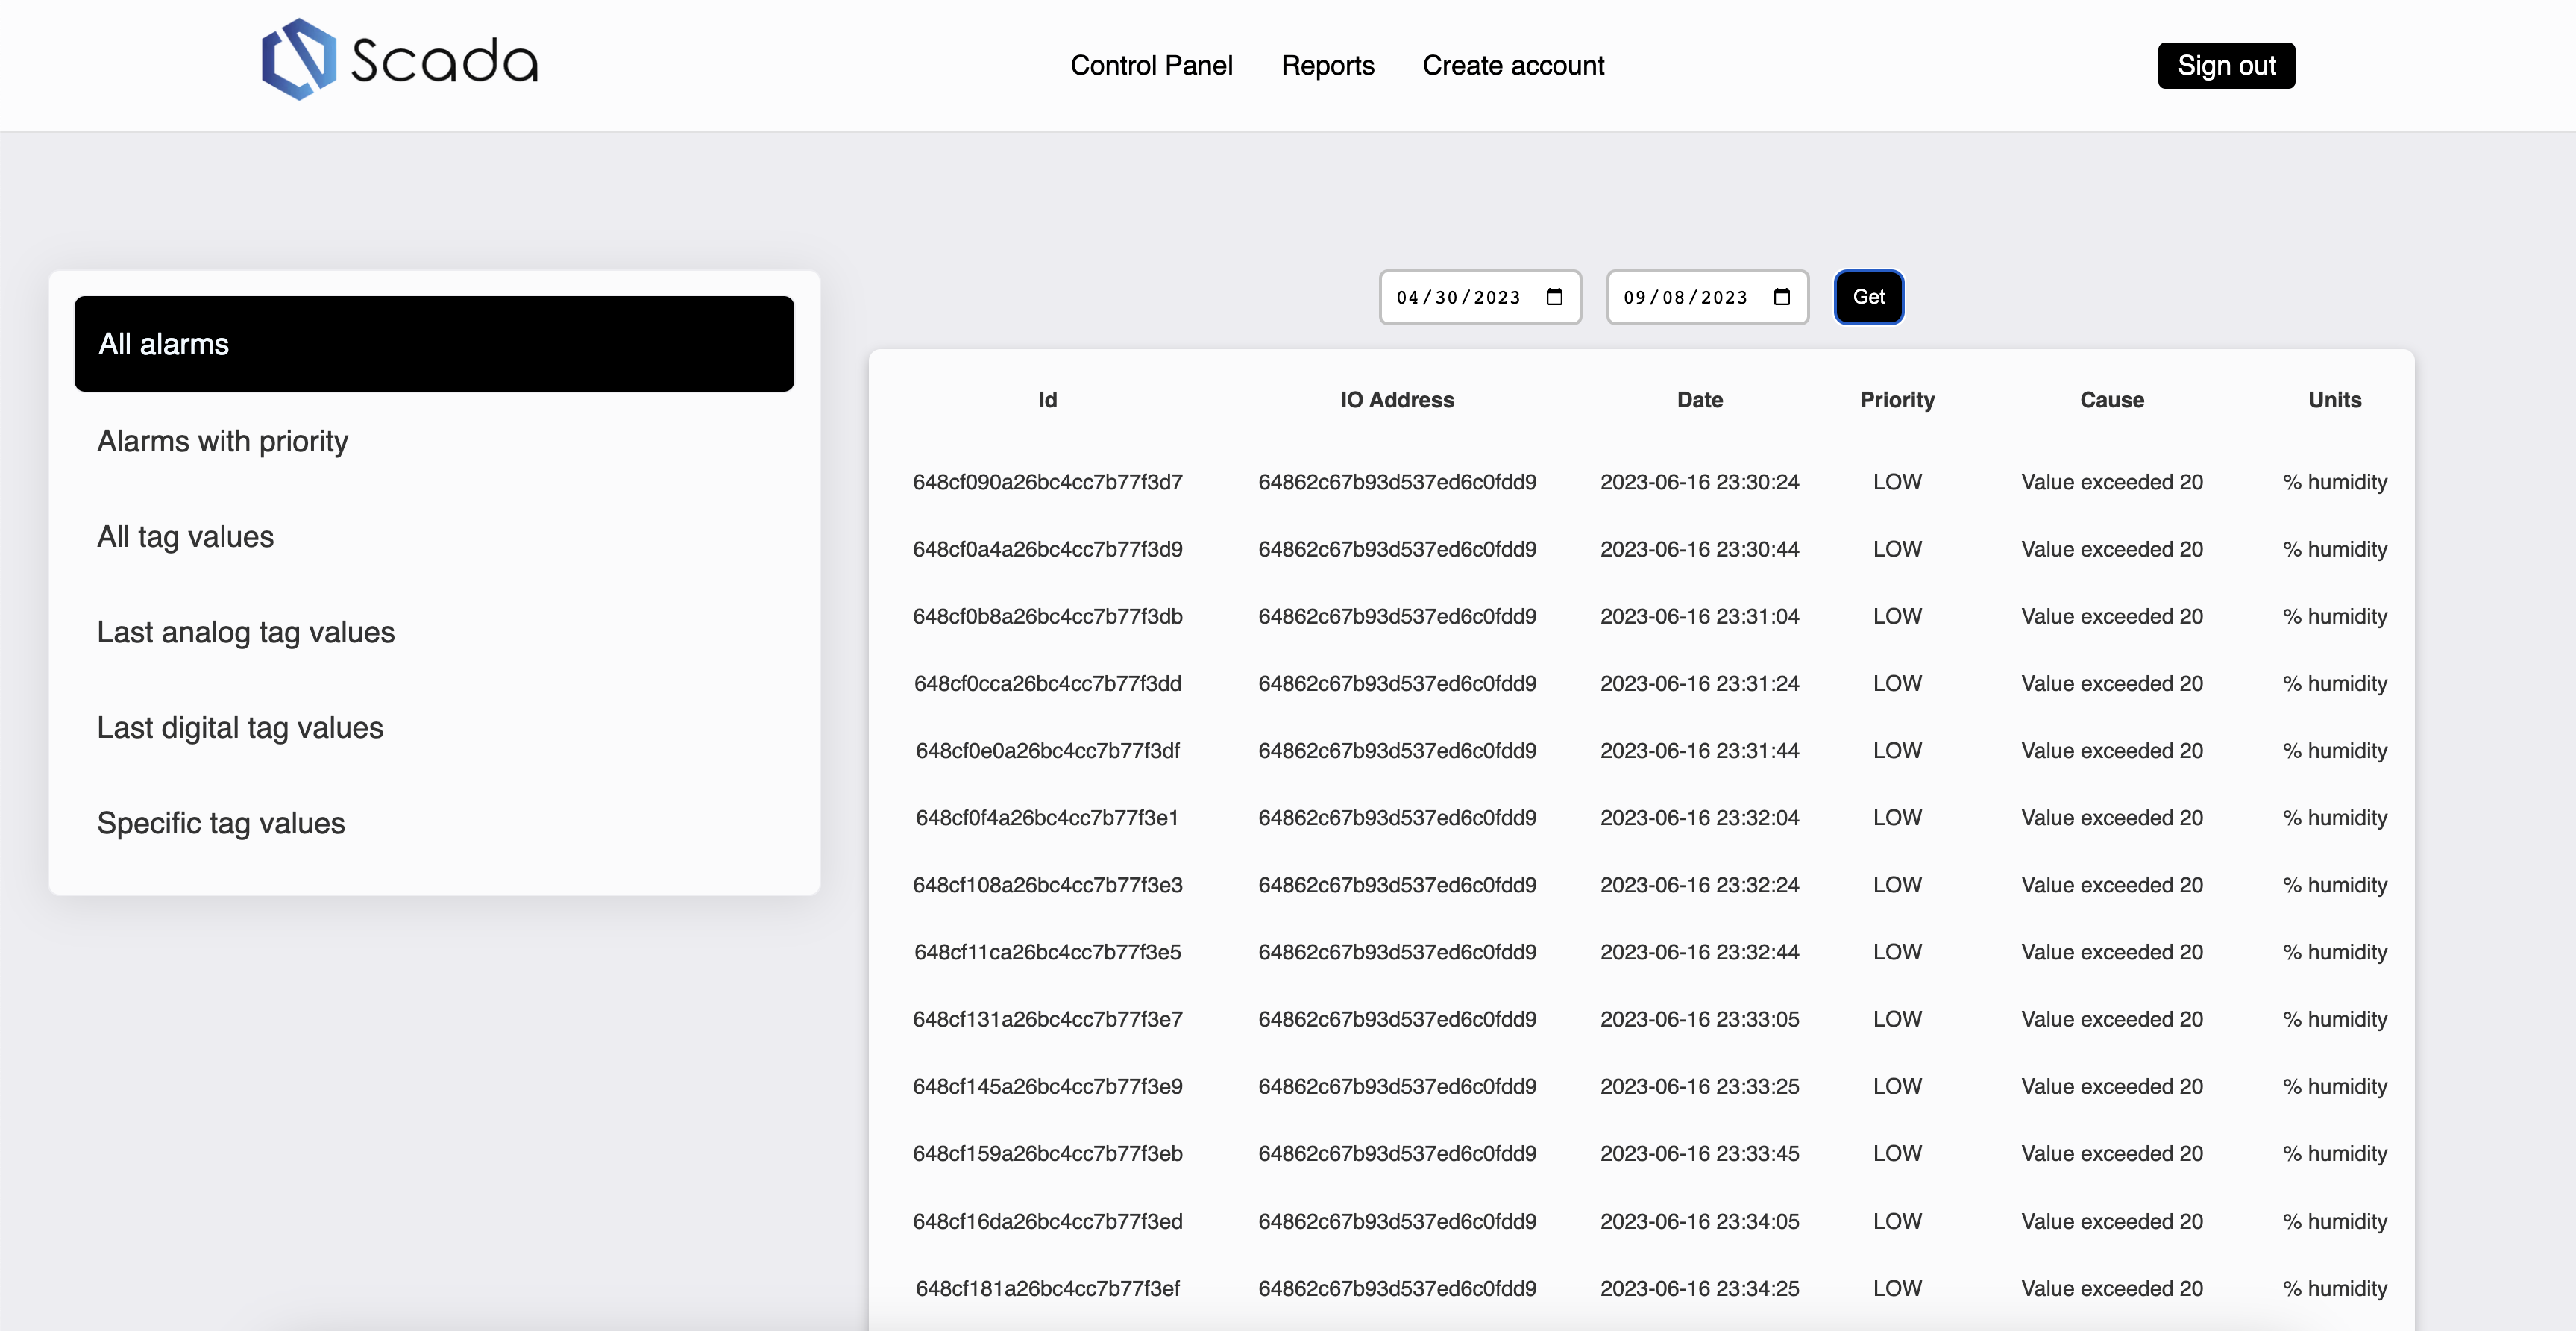 Scada
Control Panel Reports Create account
Sign out
All alarms
Alarms with priority
All tag values
Last analog tag values
Last digital tag values
Specific tag values
04/30/2023 09/08/2023 Get
Id IO Address Date Priority Cause Units
648cf090a26bc4cc7b77f3d7 64862c67b93d537ed6c0fdd9 2023-06-16 23:30:24 LOW Value exceeded 20 % humidity
648cf0a4a26bc4cc7b77f3d9 64862c67b93d537ed6c0fdd9 2023-06-16 23:30:44 LOW Value exceeded 20 % humidity
648cf0b8a26bc4cc7b77f3db 64862c67b93d537ed6c0fdd9 2023-06-16 23:31:04 LOW Value exceeded 20 % humidity
648cf0cca26bc4cc7b77f3dd 64862c67b93d537ed6c0fdd9 2023-06-16 23:31:24 LOW Value exceeded 20 % humidity
648cf0e0a26bc4cc7b77f3df 64862c67b93d537ed6c0fdd9 2023-06-16 23:31:44 LOW Value exceeded 20 % humidity
648cf0f4a26bc4cc7b77f3e1 64862c67b93d537ed6c0fdd9 2023-06-16 23:32:04 LOW Value exceeded 20 % humidity
648cf108a26bc4cc7b77f3e3 64862c67b93d537ed6c0fdd9 2023-06-16 23:32:24 LOW Value exceeded 20 % humidity
648cf11ca26bc4cc7b77f3e5 64862c67b93d537ed6c0fdd9 2023-06-16 23:32:44 LOW Value exceeded 20 % humidity
648cf131a26bc4cc7b77f3e7 64862c67b93d537ed6c0fdd9 2023-06-16 23:33:05 LOW Value exceeded 20 % humidity
648cf145a26bc4cc7b77f3e9 64862c67b93d537ed6c0fdd9 2023-06-16 23:33:25 LOW Value exceeded 20 % humidity
648cf159a26bc4cc7b77f3eb 64862c67b93d537ed6c0fdd9 2023-06-16 23:33:45 LOW Value exceeded 20 % humidity
648cf16da26bc4cc7b77f3ed 64862c67b93d537ed6c0fdd9 2023-06-16 23:34:05 LOW Value exceeded 20 % humidity
648cf181a26bc4cc7b77f3ef 64862c67b93d537ed6c0fdd9 2023-06-16 23:34:25 LOW Value exceeded 20 % humidity